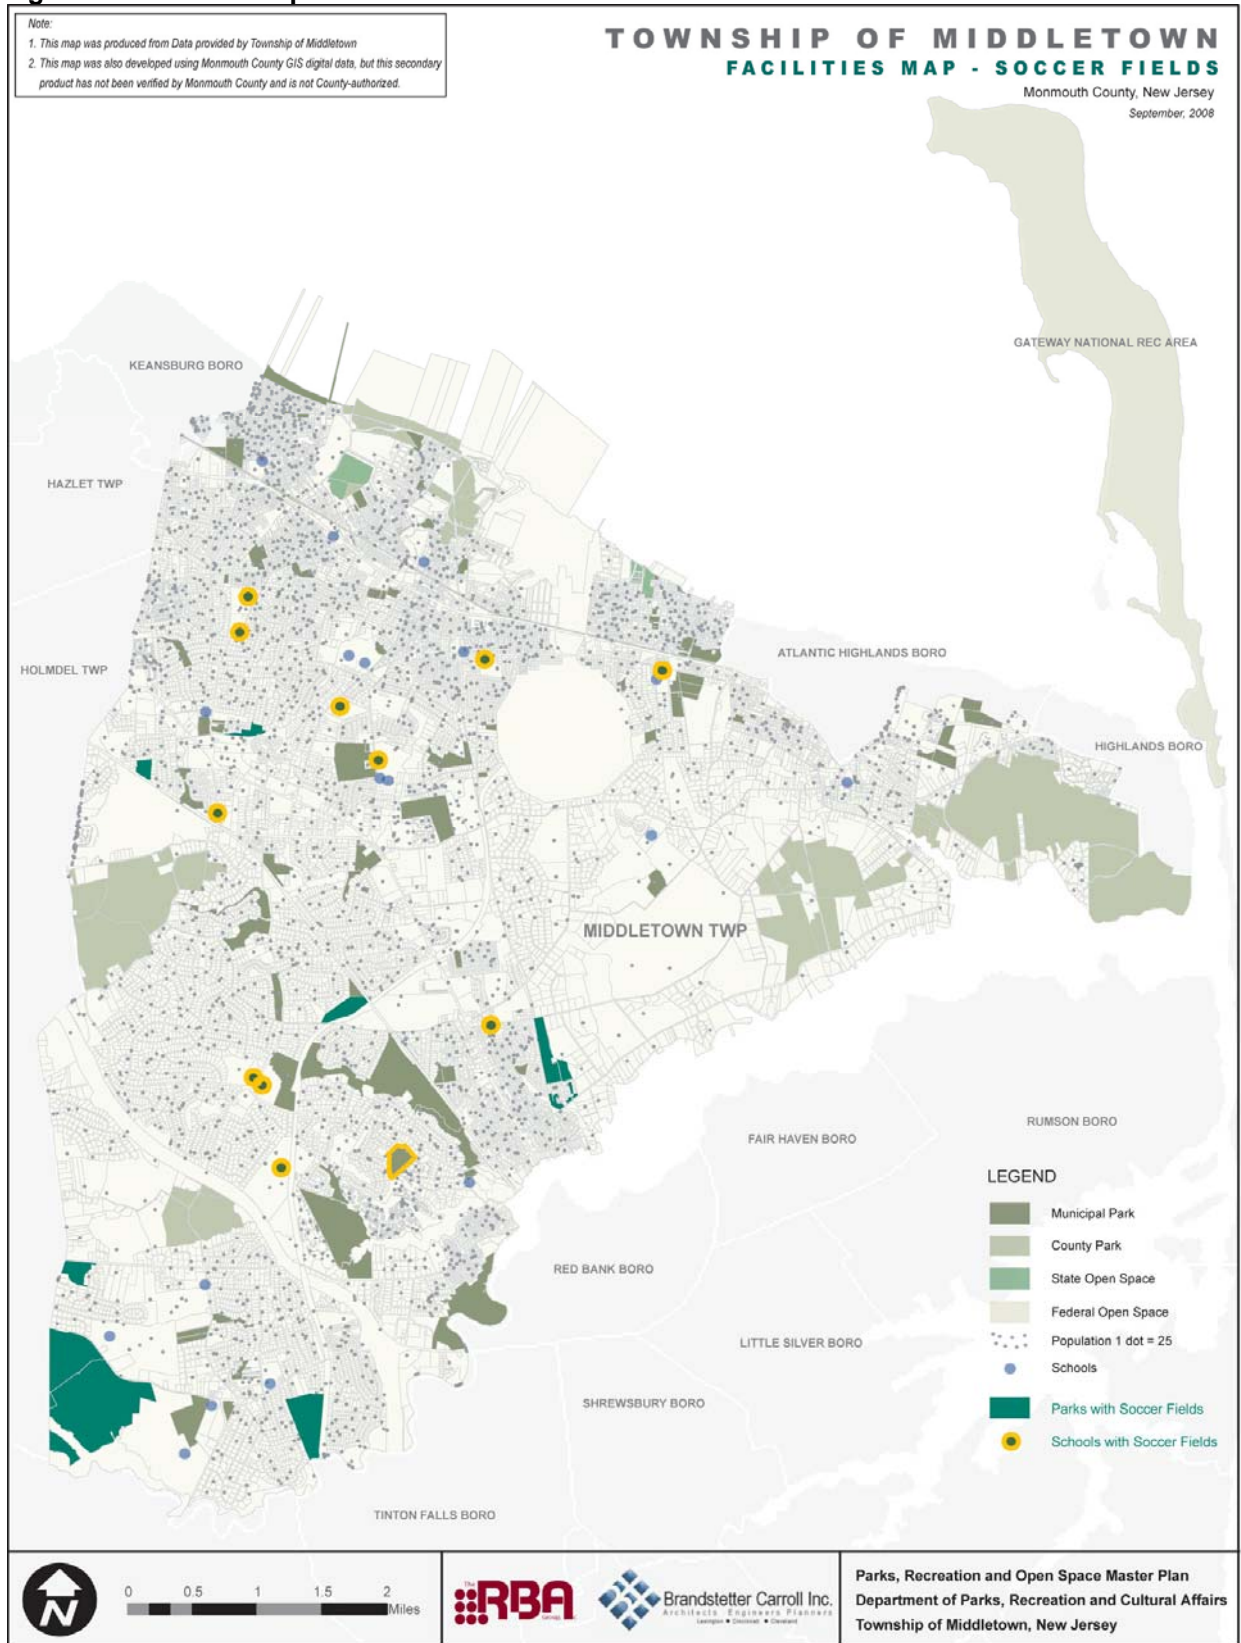 Note:
1. This map was produced from Data provided by Township of Middletown
2. This map was also developed using Monmouth County GIS digital data, but this secondary
product has not been verified by Monmouth County and is not County-authorized.
TOWNSHIP OF MIDDLETOWN
FACILITIES MAP - SOCCER FIELDS
Monmouth County, New Jersey
September, 2008
GATEWAY NATIONAL REC AREA
KEANSBURG BORO
HAZLET TWP
HOLMDEL TWP
ATLANTIC HIGHLANDS BORO
HIGHLANDS BORO
MIDDLETOWN TWP
RUMSON BORO
FAIR HAVEN BORO
RED BANK BORO
LITTLE SILVER BORO
SHREWSBURY BORO
TINTON FALLS BORO
LEGEND
Municipal Park
County Park
State Open Space
Federal Open Space
Population 1 dot = 25
Schools
Parks with Soccer Fields
Schools with Soccer Fields
N
0 0.5 1 1.5 2
Miles
The
RBA
Brandstetter Carroll Inc.
Architects Engineers Planners
Lexington Cincinnati Cleveland
Parks, Recreation and Open Space Master Plan
Department of Parks, Recreation and Cultural Affairs
Township of Middletown, New Jersey